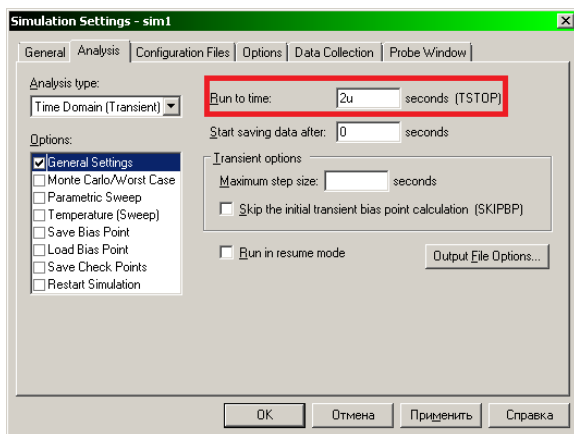 Simulation Settings - sim1
General Analysis Configuration Files Options Data Collection Probe Window
Analysis type:
Time Domain (Transient)
Options:
General Settings
Monte Carlo/Worst Case
Parametric Sweep
Temperature (Sweep)
Save Bias Point
Load Bias Point
Save Check Points
Restart Simulation
Run to time: 2u seconds (TSTOP)
Start saving data after: 0 seconds
Transient options
Maximum step size: seconds
Skip the initial transient bias point calculation (SKIPBP)
Run in resume mode
Output File Options...
OK Отмена Применить Справка